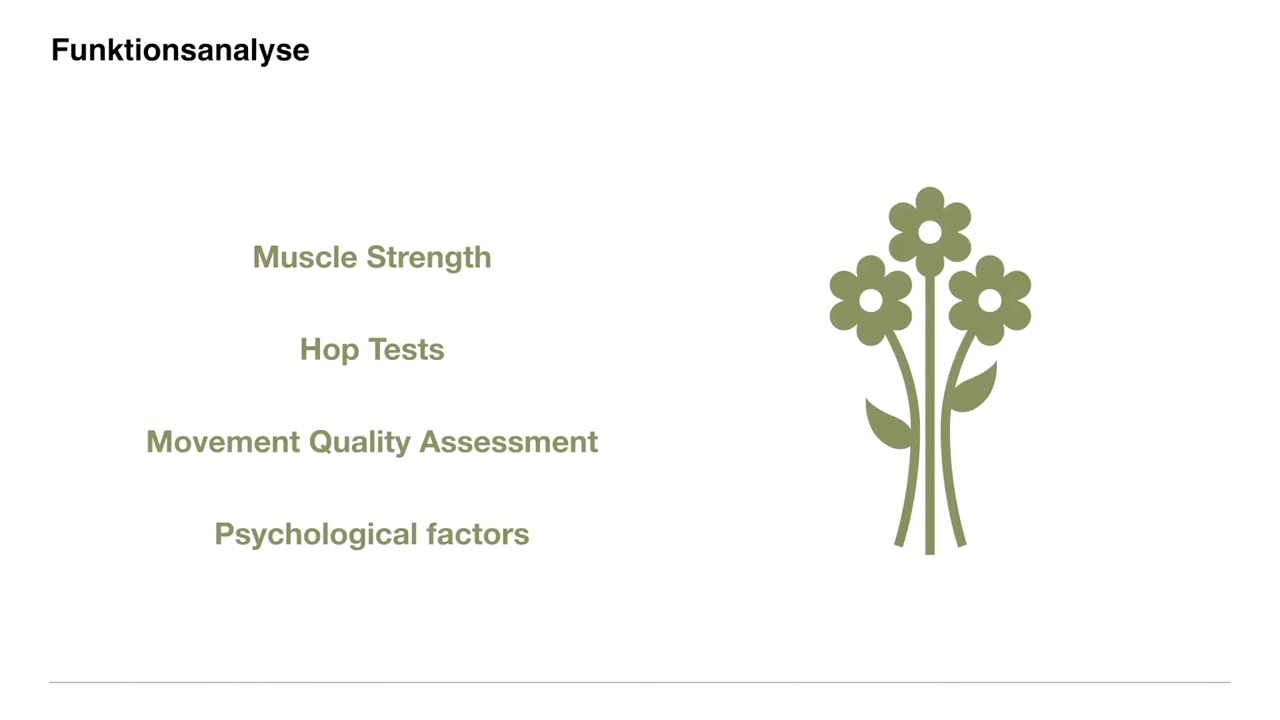 Funktionsanalyse
Muscle Strength
Hop Tests
Movement Quality Assessment
Psychological factors